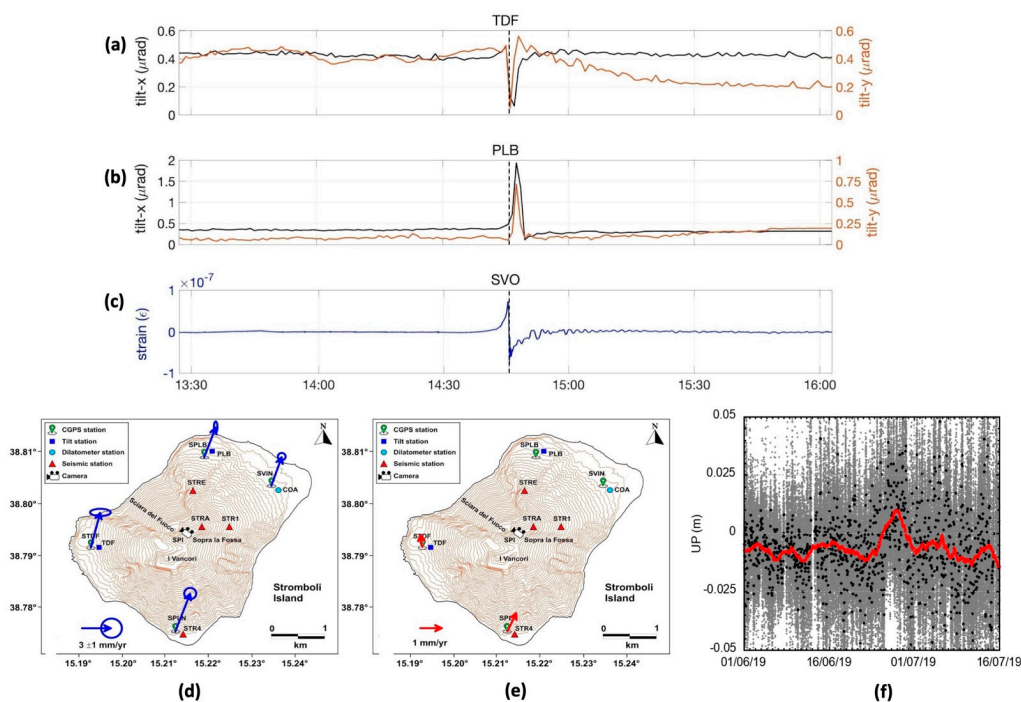 TDF
(a)
0.6
0.4
0.2
0
tilt-x (μrad)
0.6
0.4
0.2
0
tilt-y (μrad)
PLB
(b)
2
1.5
1
0.5
0
tilt-x (μrad)
1
0.75
0.5
0.25
0
tilt-y (μrad)
SVO
(c)
×10-7
1
0
-1
strain (ϵ)
13:30 14:00 14:30 15:00 15:30 16:00
CGPS station
Tilt station
Dilatometer station
Seismic station
Camera
N
38.81°
38.80°
38.79°
38.78°
SPLB
PLB
SVIN
COA
STRE
Sciara del Fuoco
STRA
STR1
SPI
Sopra la Fossa
STDF
TDF
I Vancori
Stromboli
Island
SPLN
STR4
3 ±1 mm/yr
0 1
km
15.19° 15.20° 15.21° 15.22° 15.23° 15.24°
(d)
CGPS station
Tilt station
Dilatometer station
Seismic station
Camera
N
38.81°
38.80°
38.79°
38.78°
SPLB
PLB
SVIN
COA
STRE
Sciara del Fuoco
STRA
STR1
SPI
Sopra la Fossa
STDF
TDF
I Vancori
Stromboli
Island
STR4
1 mm/yr
0 1
km
15.19° 15.20° 15.21° 15.22° 15.23° 15.24°
(e)
0.05
0.025
0
-0.025
-0.05
UP (m)
01/06/19 16/06/19 01/07/19 16/07/19
(f)